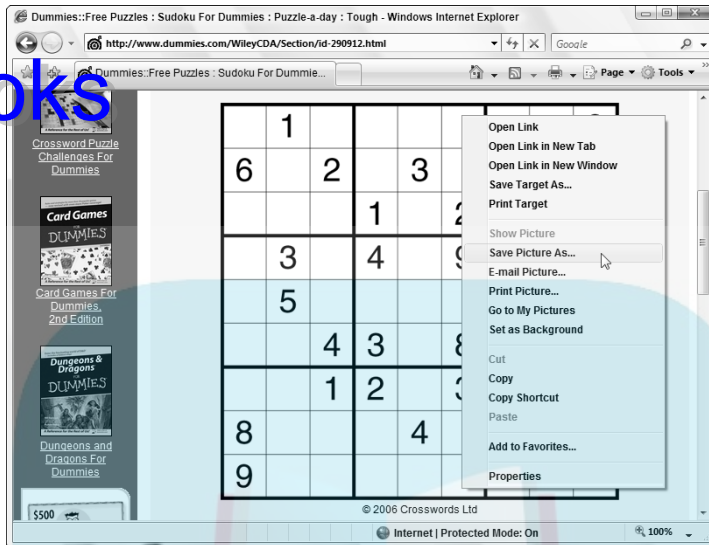 Dummies::Free Puzzles : Sudoku For Dummies : Puzzle-a-day : Tough - Windows Internet Explorer
http://www.dummies.com/WileyCDA/Section/id-290912.html
Google
Dummies::Free Puzzles : Sudoku For Dummie...
Page
Tools
oks
Crossword Puzzle
Challenges For
Dummies
Card Games
DUMMIES
Card Games For
Dummies,
2nd Edition
Dungeons &
Dragons
DUMMIES
Dungeons and
Dragons For
Dummies
$500
1
6 2 3
1 2
3 4 9
5
4 3 8
1 2 3
8 4
9
© 2006 Crosswords Ltd
Open Link
Open Link in New Tab
Open Link in New Window
Save Target As...
Print Target
Show Picture
Save Picture As...
E-mail Picture...
Print Picture...
Go to My Pictures
Set as Background
Cut
Copy
Copy Shortcut
Paste
Add to Favorites...
Properties
Internet | Protected Mode: On
100%